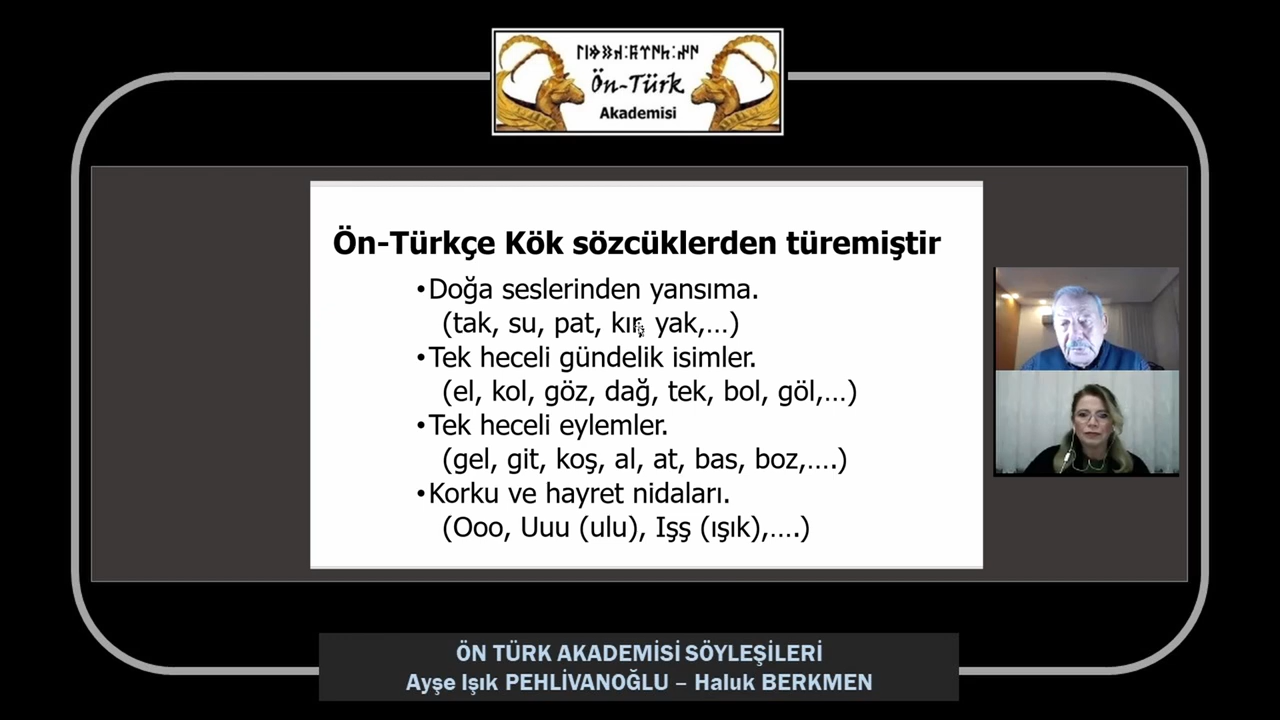 Ön-Türk
Akademisi
Ön-Türkçe Kök sözcüklerden türemiştir
•Doğa seslerinden yansıma.
(tak, su, pat, kır, yak,…)
•Tek heceli gündelik isimler.
(el, kol, göz, dağ, tek, bol, göl,…)
•Tek heceli eylemler.
(gel, git, koş, al, at, bas, boz,….)
•Korku ve hayret nidaları.
(Ooo, Uuu (ulu), Işş (ışık),….)
ÖN TÜRK AKADEMİSİ SÖYLEŞİLERİ
Ayşe Işık PEHLİVANOĞLU – Haluk BERKMEN